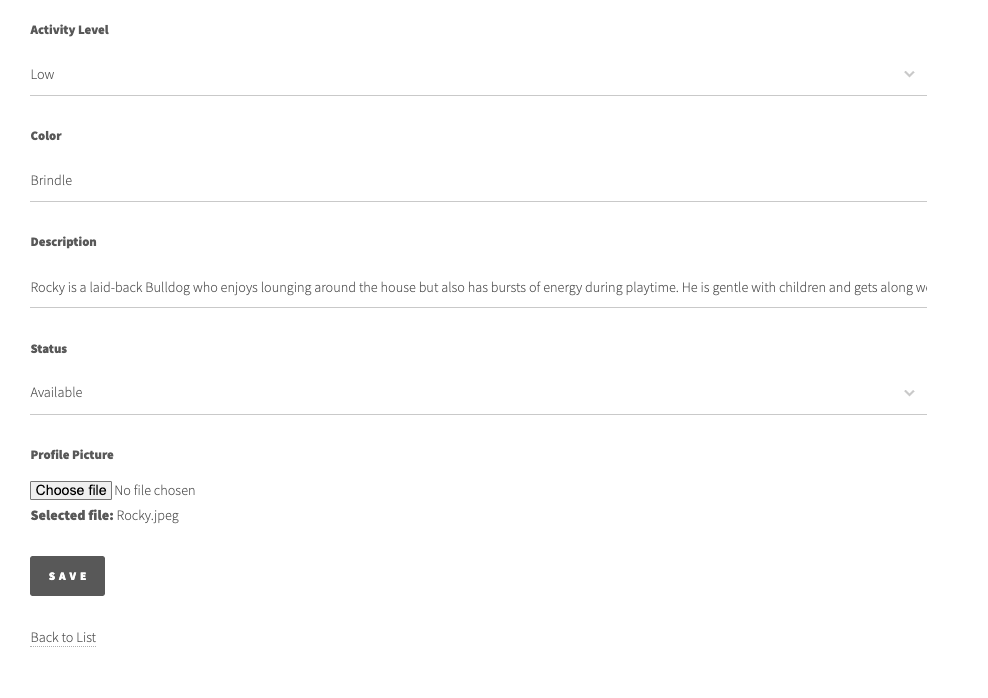 Activity Level
Low
Color
Brindle
Description
Rocky is a laid-back Bulldog who enjoys lounging around the house but also has bursts of energy during playtime. He is gentle with children and gets along
Status
Available
Profile Picture
Choose file No file chosen
Selected file: Rocky.jpeg
SAVE
Back to List